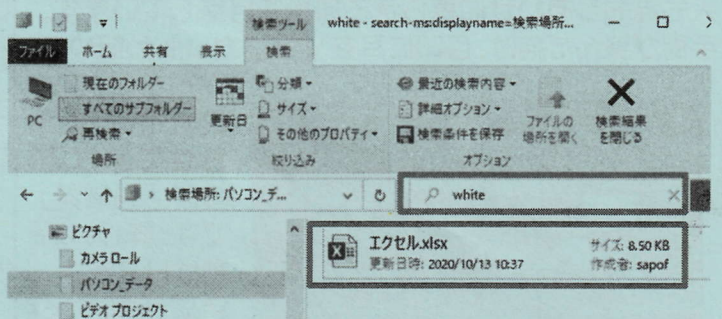 検索ツール
white - search-ms:displayname=検索場所...
ファイル
ホーム
共有
表示
検索
PC
現在のフォルダー
すべてのサブフォルダー
再検索
場所
更新日
分類
サイズ
その他のプロパティ
絞り込み
最近の検索内容
詳細オプション
検索条件を保存
ファイルの
場所を開く
検索結果
を閉じる
オプション
検索場所: パソコン_デ...
white
ピクチャ
カメラロール
パソコン_データ
ビデオ プロジェクト
エクセル.xlsx
サイズ: 8.50 KB
更新日時: 2020/10/13 10:37
作成者: sapof